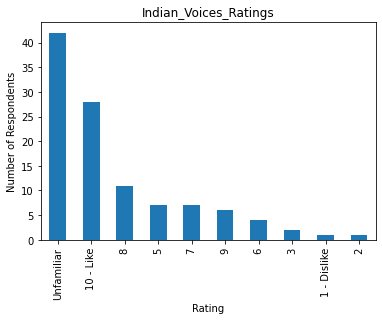 Indian_Voices_Ratings
Number of Respondents
40
35
30
25
20
15
10
5
0
Unfamiliar
10 - Like
8
5
7
9
6
3
1 - Dislike
2
Rating